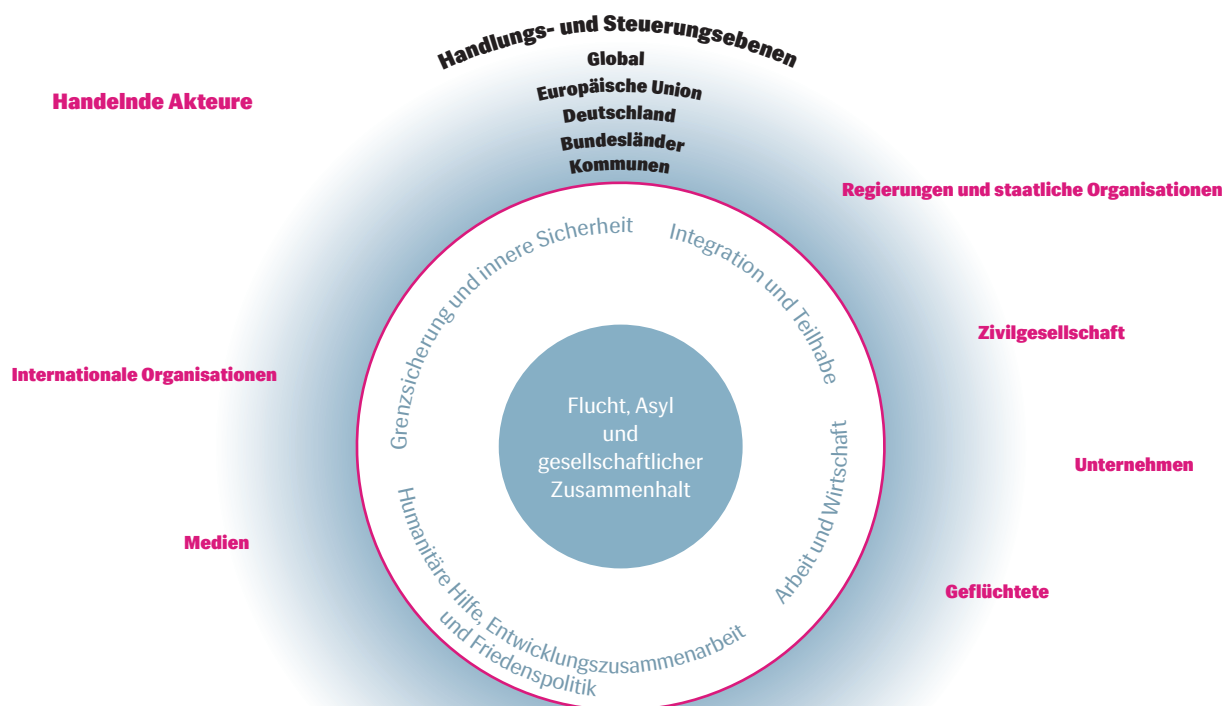 Handlungs- und Steuerungsebenen
Global
Europäische Union
Deutschland
Bundesländer
Kommunen
Handelnde Akteure
Regierungen und staatliche Organisationen
Zivilgesellschaft
Unternehmen
Geflüchtete
Internationale Organisationen
Medien
Grenzsicherung und innere Sicherheit
Integration und Teilhabe
Arbeit und Wirtschaft
Humanitäre Hilfe, Entwicklungszusammenarbeit
und Friedenspolitik
Flucht, Asyl
und
gesellschaftlicher
Zusammenhalt